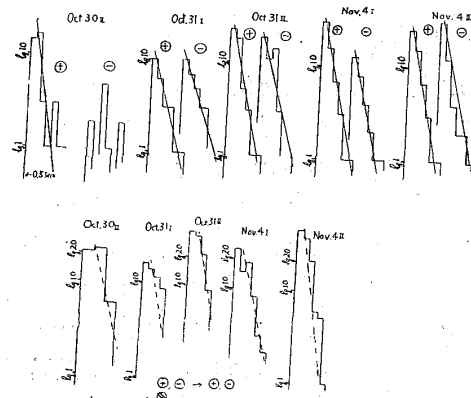 Oct 30 II
Oct. 31 I
Oct 31 II
Nov. 4 I
Nov. 4 II
lg.10
⊕
⊖
lg.10
⊕
⊖
lg.10
⊕
⊖
lg.10
⊕
⊖
lg.10
⊕
⊖
lg.1
lg.1
lg.1
lg.1
lg.1
Oct. 30 II
Oct. 31 I
Oct 31 II
Nov. 4 I
Nov. 4 II
lg.20
lg.20
lg.20
lg.20
lg.10
lg.10
lg.10
lg.10
lg.10
lg.1
lg.1
lg.1
⊕ ⊖ → ⊕ ⊖